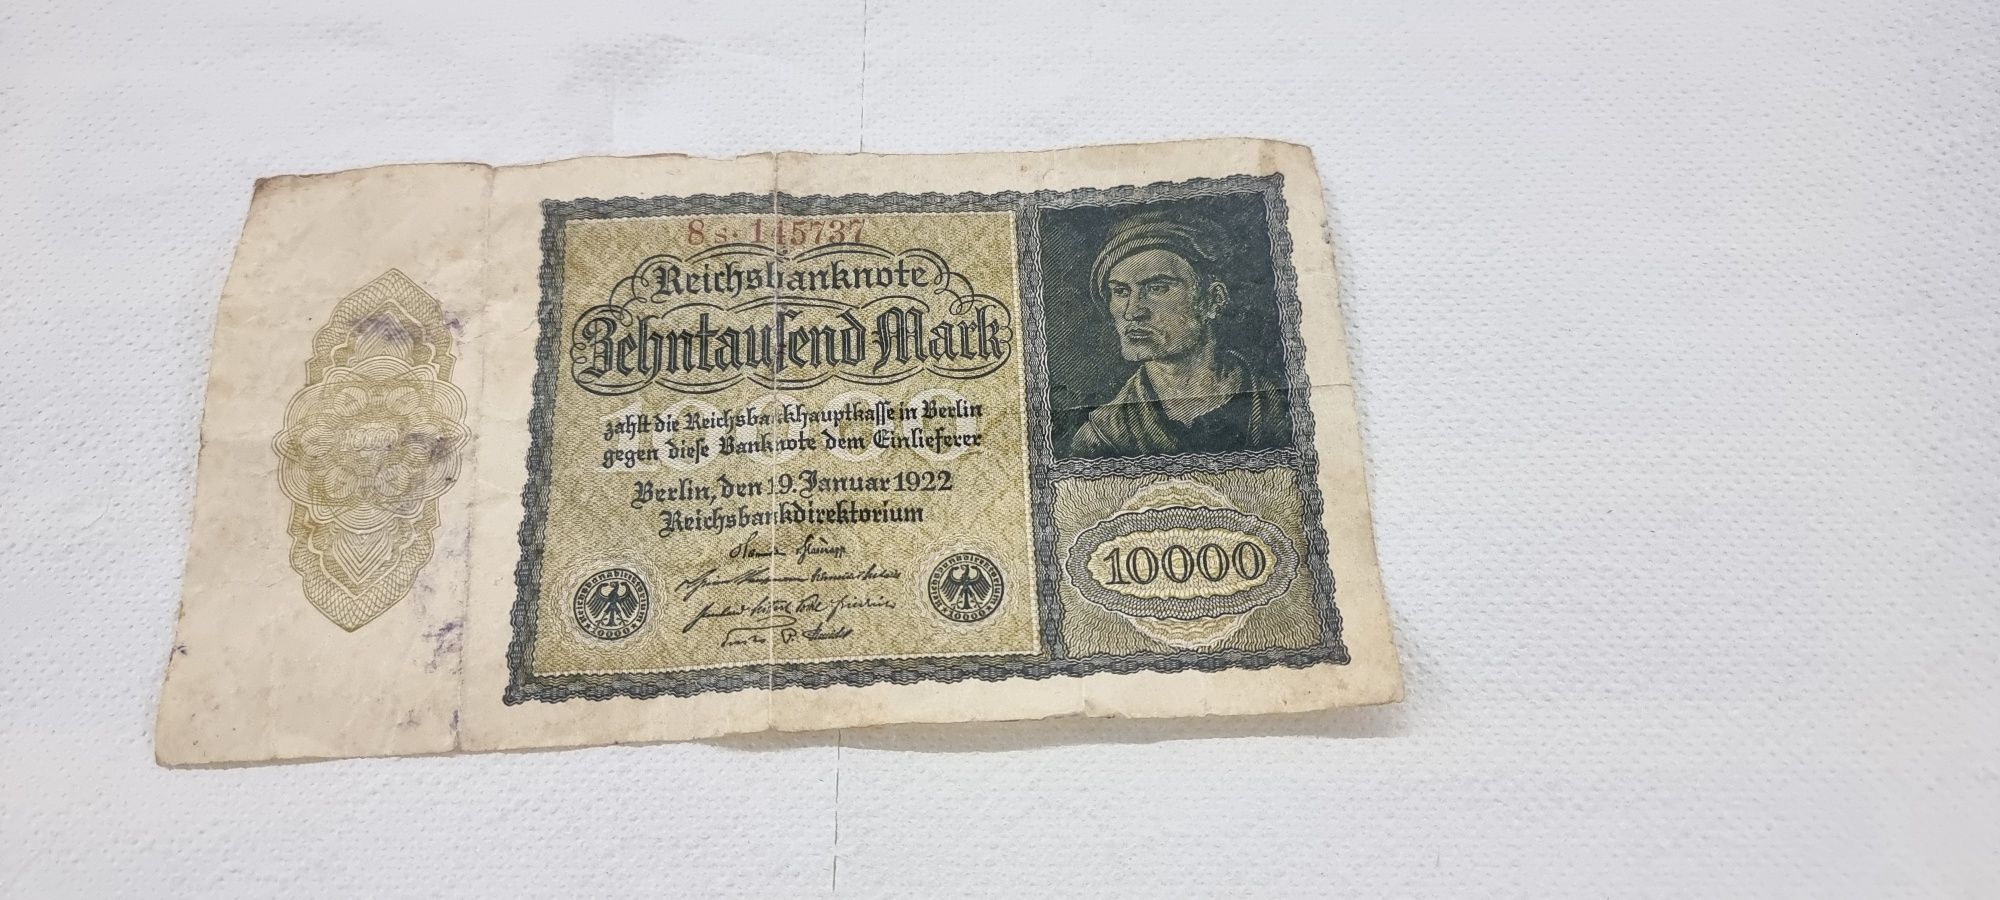 8 s· 145737
Reichsbanknote
Zehntausend Mark
10000
zahlt die Reichsbankhauptkasse in Berlin
gegen diese Banknote dem Einlieferer
Berlin, den 19. Januar 1922
Reichsbankdirektorium
10000